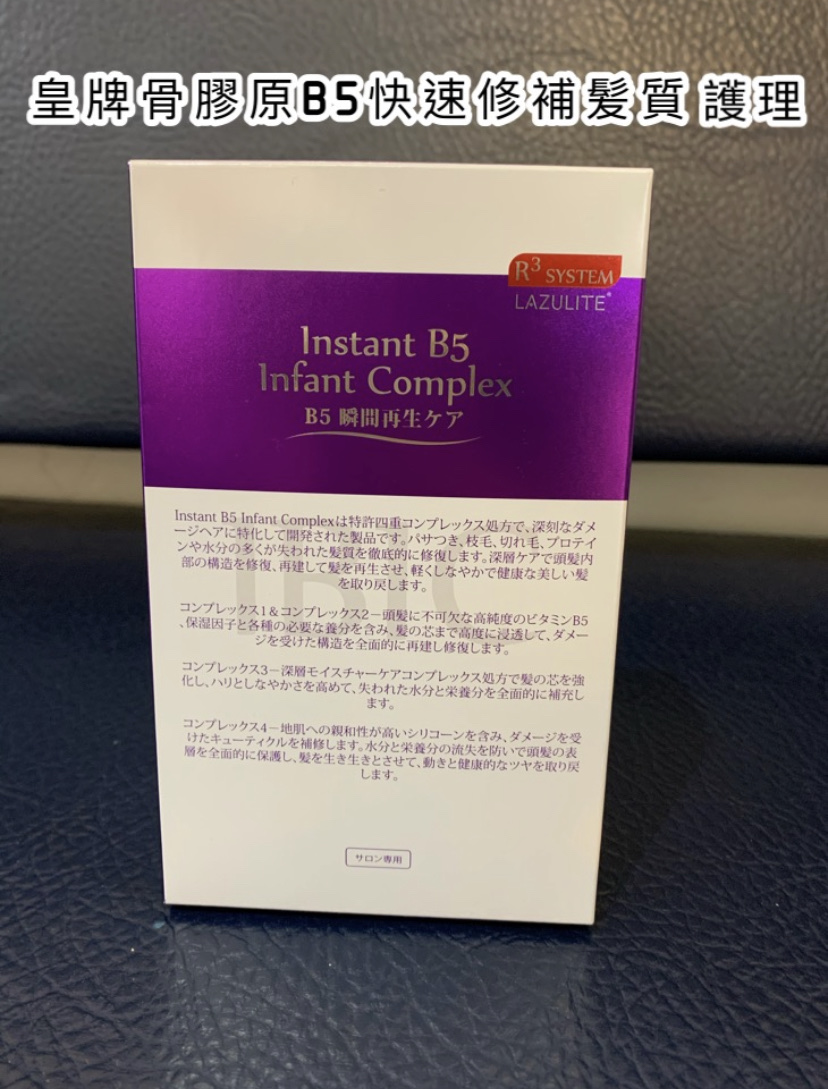 皇牌骨膠原B5快速修補髮質 護理
R³ SYSTEM
LAZULITE®
Instant B5
Infant Complex
B5 瞬間再生ケア
Instant B5 Infant Complexは特許四重コンプレックス処方で、深刻なダメ
ージヘアに特化して開発された製品です。パサつき、枝毛、切れ毛、プロテイ
ンや水分の多くが失われた髪質を徹底的に修復します。深層ケアで頭髪内
部の構造を修復、再建して髪を再生させ、軽くしなやかで健康な美しい髪
を取り戻します。
コンプレックス1＆コンプレックス2－頭髪に不可欠な高純度のビタミンB5
、保湿因子と各種の必要な養分を含み、髪の芯まで高度に浸透して、ダメー
ジを受けた構造を全面的に再建し修復します。
コンプレックス3－深層モイスチャーケアコンプレックス処方で髪の芯を強
化し、ハリとしなやかさを高めて、失われた水分と栄養分を全面的に補充し
ます。
コンプレックス4－地肌への親和性が高いシリコーンを含み、ダメージを受
けたキューティクルを補修します。水分と栄養分の流失を防いで頭髪の表
層を全面的に保護し、髪を生き生きとさせて、動きと健康的なツヤを取り戻
します。
サロン専用